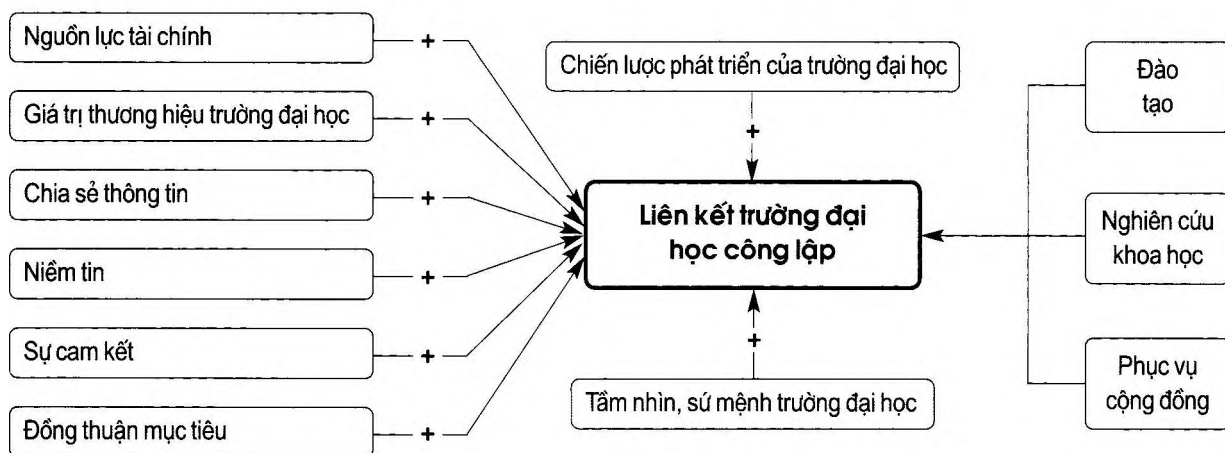 Nguồn lực tài chính
+
Giá trị thương hiệu trường đại học
+
Chia sẻ thông tin
+
Niềm tin
+
Sự cam kết
+
Đồng thuận mục tiêu
+
Chiến lược phát triển của trường đại học
+
Liên kết trường đại
học công lập
+
Tầm nhìn, sứ mệnh trường đại học
Đào
tạo
Nghiên cứu
khoa học
Phục vụ
cộng đồng